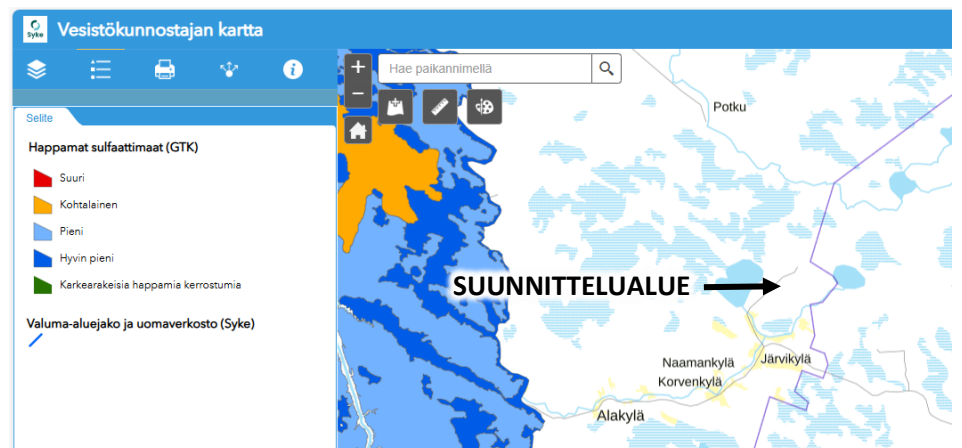 Syke
Vesistökunnostajan kartta
Hae paikannimellä
Selite
Happamat sulfaattimaat (GTK)
Suuri
Kohtalainen
Pieni
Hyvin pieni
Karkearakeisia happamia kerrostumia
Valuma-aluejako ja uomaverkosto (Syke)
Potku
SUUNNITTELUALUE
Naamankylä
Järvikylä
Korvenkylä
Alakylä